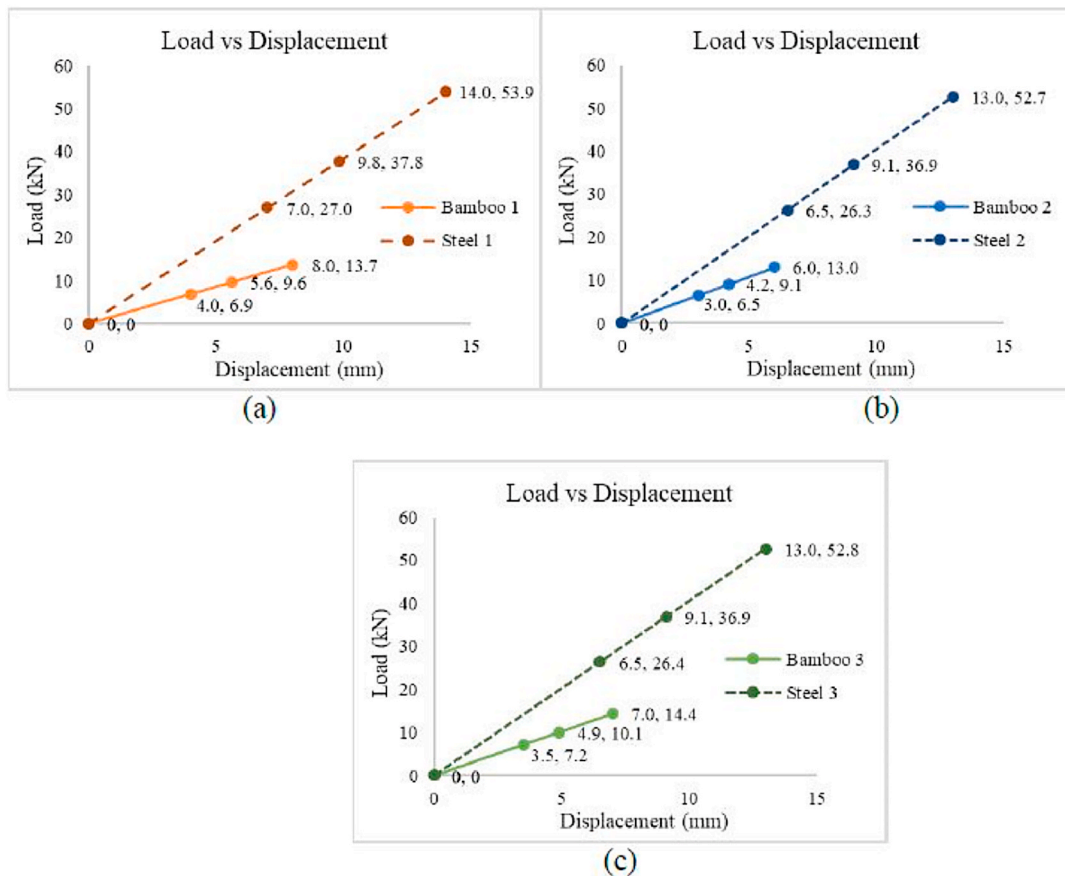 Load vs Displacement
60
50
40
30
20
10
0
Load (kN)
14.0, 53.9
9.8, 37.8
7.0, 27.0
Bamboo 1
Steel 1
8.0, 13.7
5.6, 9.6
4.0, 6.9
0, 0
0 5 10 15
Displacement (mm)
(a)
Load vs Displacement
60
50
40
30
20
10
0
Load (kN)
13.0, 52.7
9.1, 36.9
6.5, 26.3
Bamboo 2
Steel 2
6.0, 13.0
4.2, 9.1
3.0, 6.5
0, 0
0 5 10 15
Displacement (mm)
(b)
Load vs Displacement
60
50
40
30
20
10
0
Load (kN)
13.0, 52.8
9.1, 36.9
6.5, 26.4
Bamboo 3
Steel 3
7.0, 14.4
4.9, 10.1
3.5, 7.2
0, 0
0 5 10 15
Displacement (mm)
(c)